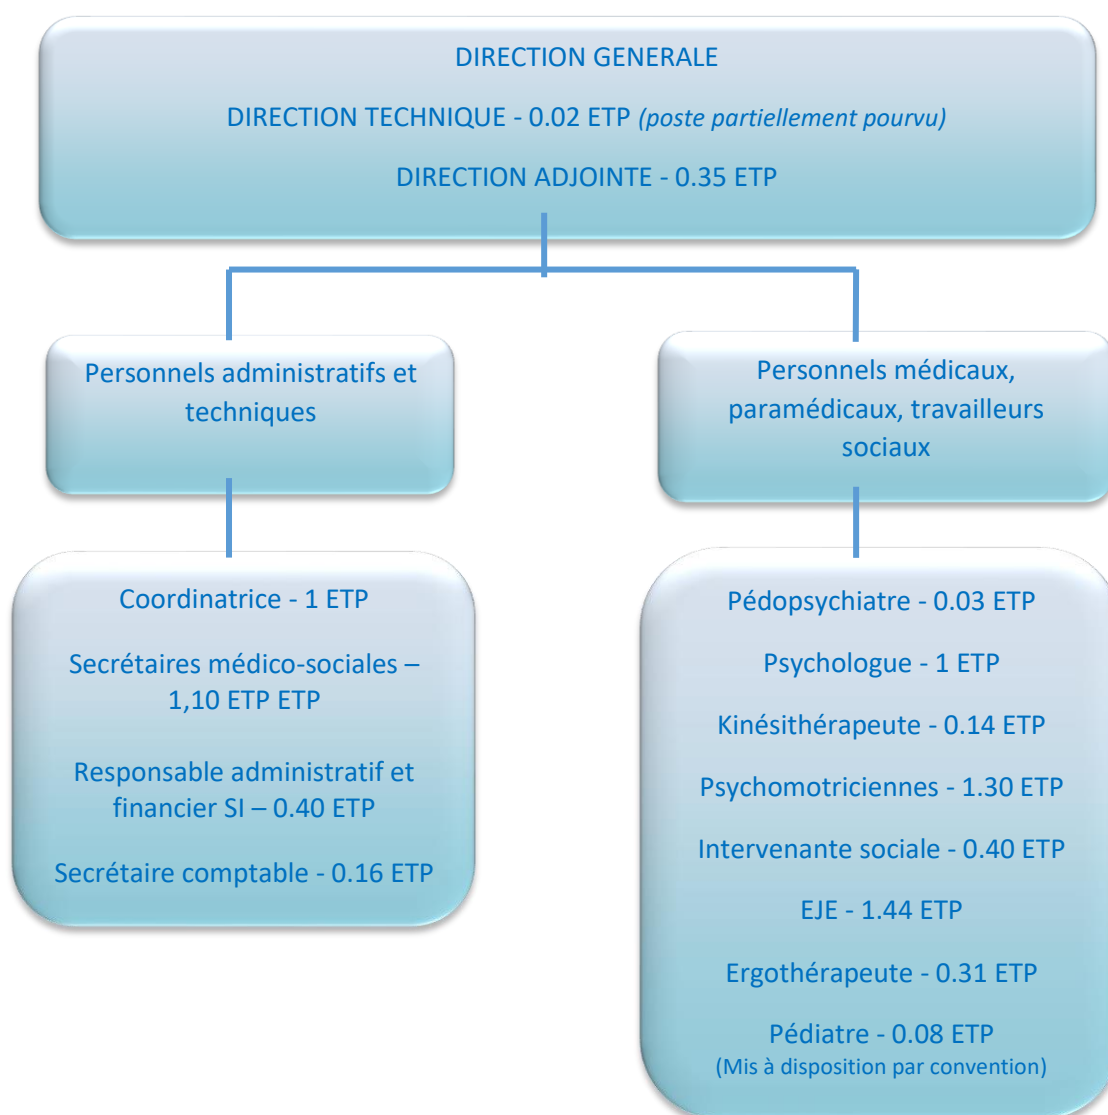 DIRECTION GENERALE
DIRECTION TECHNIQUE - 0.02 ETP (poste partiellement pourvu)
DIRECTION ADJOINTE - 0.35 ETP
Personnels administratifs et
techniques
Personnels médicaux,
paramédicaux, travailleurs
sociaux
Coordinatrice - 1 ETP
Secrétaires médico-sociales –
1,10 ETP ETP
Responsable administratif et
financier SI – 0.40 ETP
Secrétaire comptable - 0.16 ETP
Pédopsychiatre - 0.03 ETP
Psychologue - 1 ETP
Kinésithérapeute - 0.14 ETP
Psychomotriciennes - 1.30 ETP
Intervenante sociale - 0.40 ETP
EJE - 1.44 ETP
Ergothérapeute - 0.31 ETP
Pédiatre - 0.08 ETP
(Mis à disposition par convention)